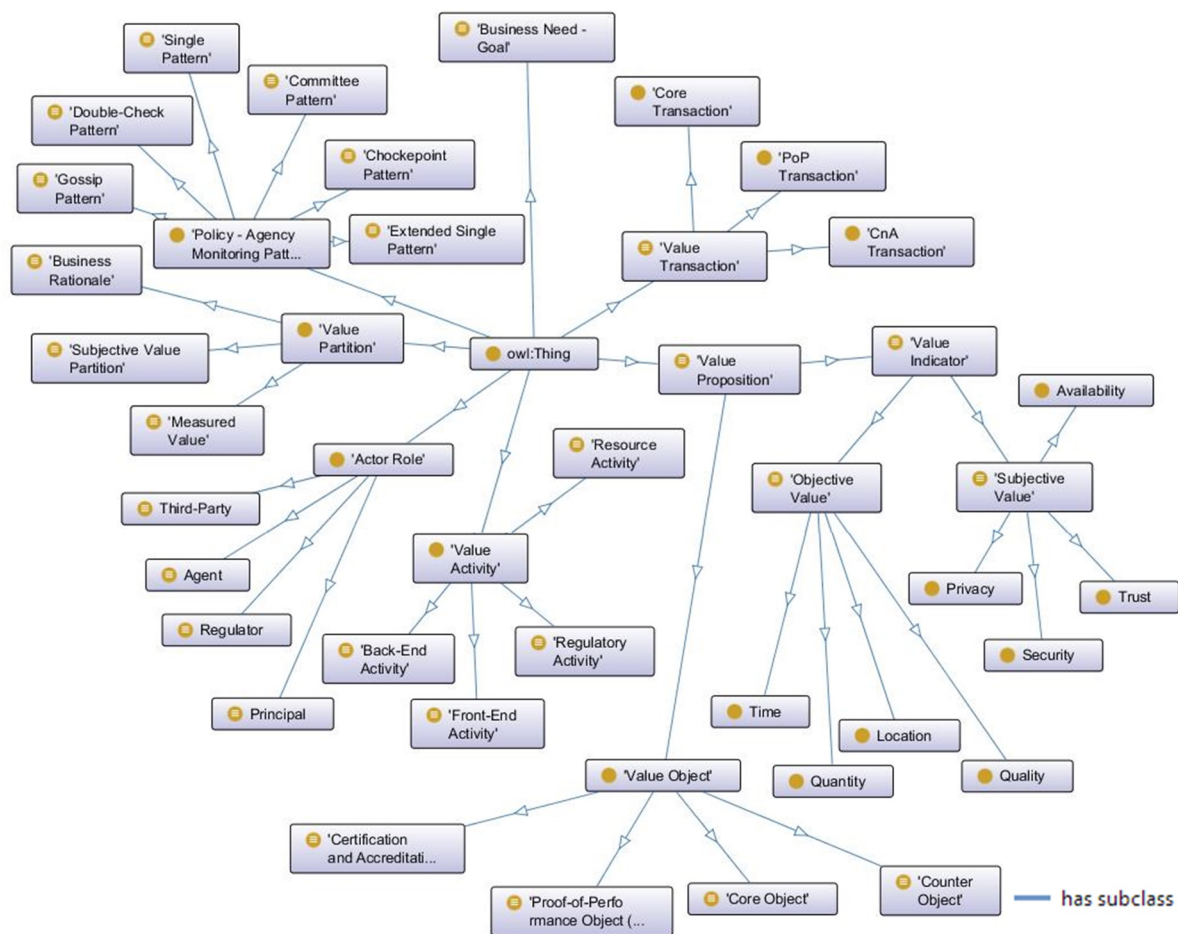 'Single
Pattern'
'Business Need -
Goal'
'Committee
Pattern'
'Core
Transaction'
'Double-Check
Pattern'
'Chockepoint
Pattern'
'PoP
Transaction'
'Gossip
Pattern'
'Policy - Agency
Monitoring Patt...
'Extended Single
Pattern'
'Value
Transaction'
'CnA
Transaction'
'Business
Rationale'
'Subjective Value
Partition'
'Value
Partition'
owl:Thing
'Value
Proposition'
'Value
Indicator'
Availability
'Measured
Value'
'Actor Role'
'Resource
Activity'
'Objective
Value'
'Subjective
Value'
Third-Party
Agent
'Value
Activity'
Privacy
Trust
Regulator
'Back-End
Activity'
'Regulatory
Activity'
Security
Principal
'Front-End
Activity'
Time
Location
'Value Object'
Quantity
Quality
'Certification
and Accreditati...
'Proof-of-Perfo
rmance Object (...
'Core Object'
'Counter
Object'
has subclass